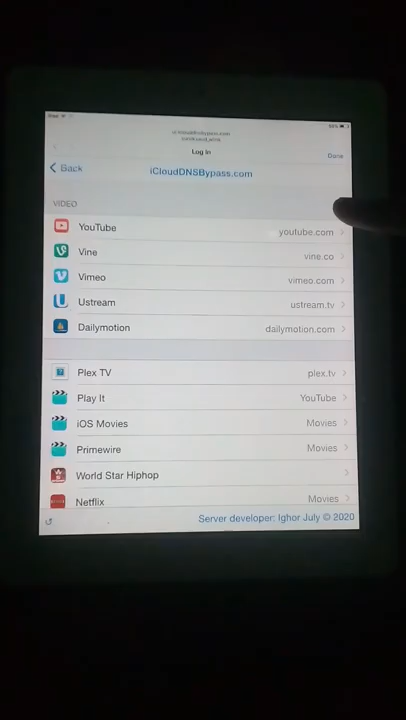 iPad
Log In
Done
Back
iCloudDNSBypass.com
VIDEO
YouTube youtube.com
Vine vine.co
Vimeo vimeo.com
Ustream ustream.tv
Dailymotion dailymotion.com
Plex TV plex.tv
Play It YouTube
iOS Movies Movies
Primewire Movies
World Star Hiphop
Netflix Movies
Server developer: Ighor July © 2020